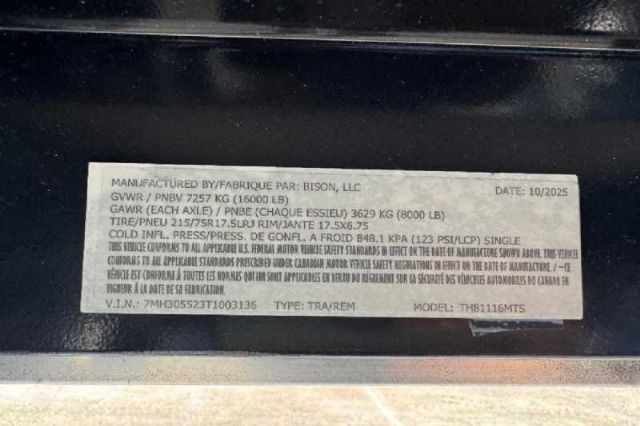 MANUFACTURED BY/FABRIQUE PAR: BISON, LLC DATE: 10/2025
GVWR / PNBV 7257 KG (16000 LB)
GAWR (EACH AXLE) / PNBE (CHAQUE ESSIEU) 3629 KG (8000 LB)
TIRE/PNEU 215/75R17.5LRJ RIM/JANTE 17.5X6.75
COLD INFL. PRESS/PRESS. DE GONFL. A FROID 848.1 KPA (123 PSI/LCP) SINGLE
THIS VEHICLE CONFORMS TO ALL APPLICABLE U.S. FEDERAL MOTOR VEHICLE SAFETY STANDARDS IN EFFECT ON THE DATE OF MANUFACTURE SHOWN ABOVE. THIS VEHICLE
CONFORMS TO ALL APPLICABLE STANDARDS PRESCRIBED UNDER CANADIAN MOTOR VEHICLE SAFETY REGULATIONS IN EFFECT ON THE DATE OF MANUFACTURE. / -CE
VÉHICULE EST CONFORME À TOUTES LES NORMES QUI LUI SONT APPLICABLES EN VERTU DU RÈGLEMENT SUR LA SÉCURITÉ DES VÉHICULES AUTOMOBILES DU CANADA EN
VIGUEUR À LA DATE DE SA FABRICATION
V.I.N.: 7MH305523T1003136 TYPE: TRA/REM MODEL: TH81116MTS